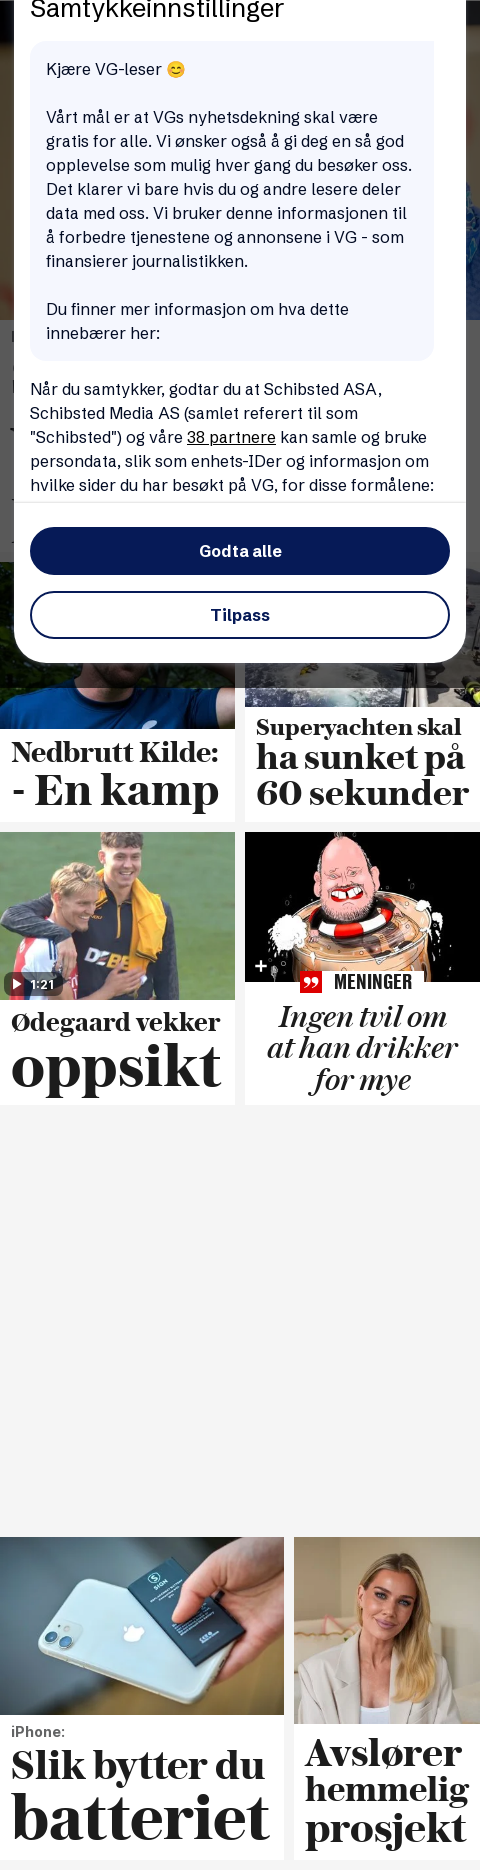 Samtykkeinnstillinger
Kjære VG-leser 😊
Vårt mål er at VGs nyhetsdekning skal være
gratis for alle. Vi ønsker også å gi deg en så god
opplevelse som mulig hver gang du besøker oss.
Det klarer vi bare hvis du og andre lesere deler
data med oss. Vi bruker denne informasjonen til
å forbedre tjenestene og annonsene i VG - som
finansierer journalistikken.
Du finner mer informasjon om hva dette
innebærer her:
Når du samtykker, godtar du at Schibsted ASA,
Schibsted Media AS (samlet referert til som
"Schibsted") og våre 38 partnere kan samle og bruke
persondata, slik som enhets-IDer og informasjon om
hvilke sider du har besøkt på VG, for disse formålene:
Godta alle
Tilpass
Nedbrutt Kilde:
- En kamp
Superyachten skal
ha sunket på
60 sekunder
1:21
Ødegaard vekker
oppsikt
MENINGER
Ingen tvil om
at han drikker
for mye
SIGN
iPhone:
Slik bytter du
batteriet
Avslører
hemmelig
prosjekt